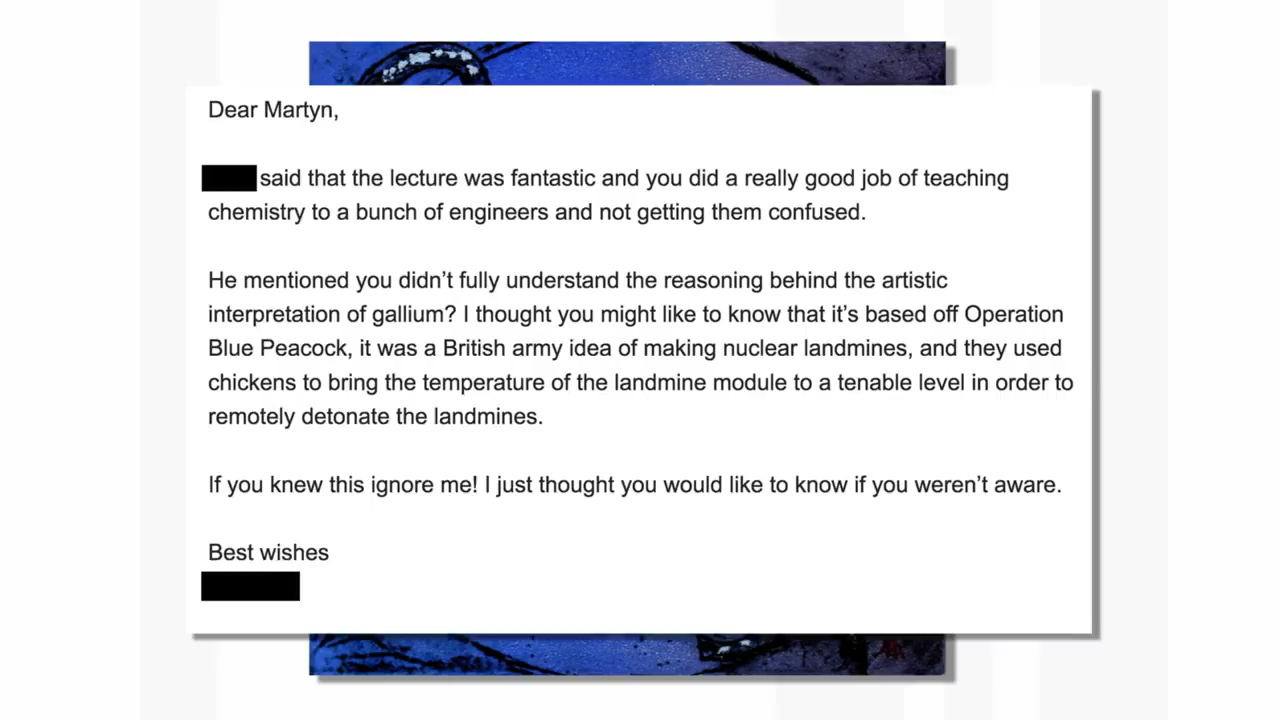 Dear Martyn,
said that the lecture was fantastic and you did a really good job of teaching
chemistry to a bunch of engineers and not getting them confused.
He mentioned you didn’t fully understand the reasoning behind the artistic
interpretation of gallium? I thought you might like to know that it’s based off Operation
Blue Peacock, it was a British army idea of making nuclear landmines, and they used
chickens to bring the temperature of the landmine module to a tenable level in order to
remotely detonate the landmines.
If you knew this ignore me! I just thought you would like to know if you weren’t aware.
Best wishes